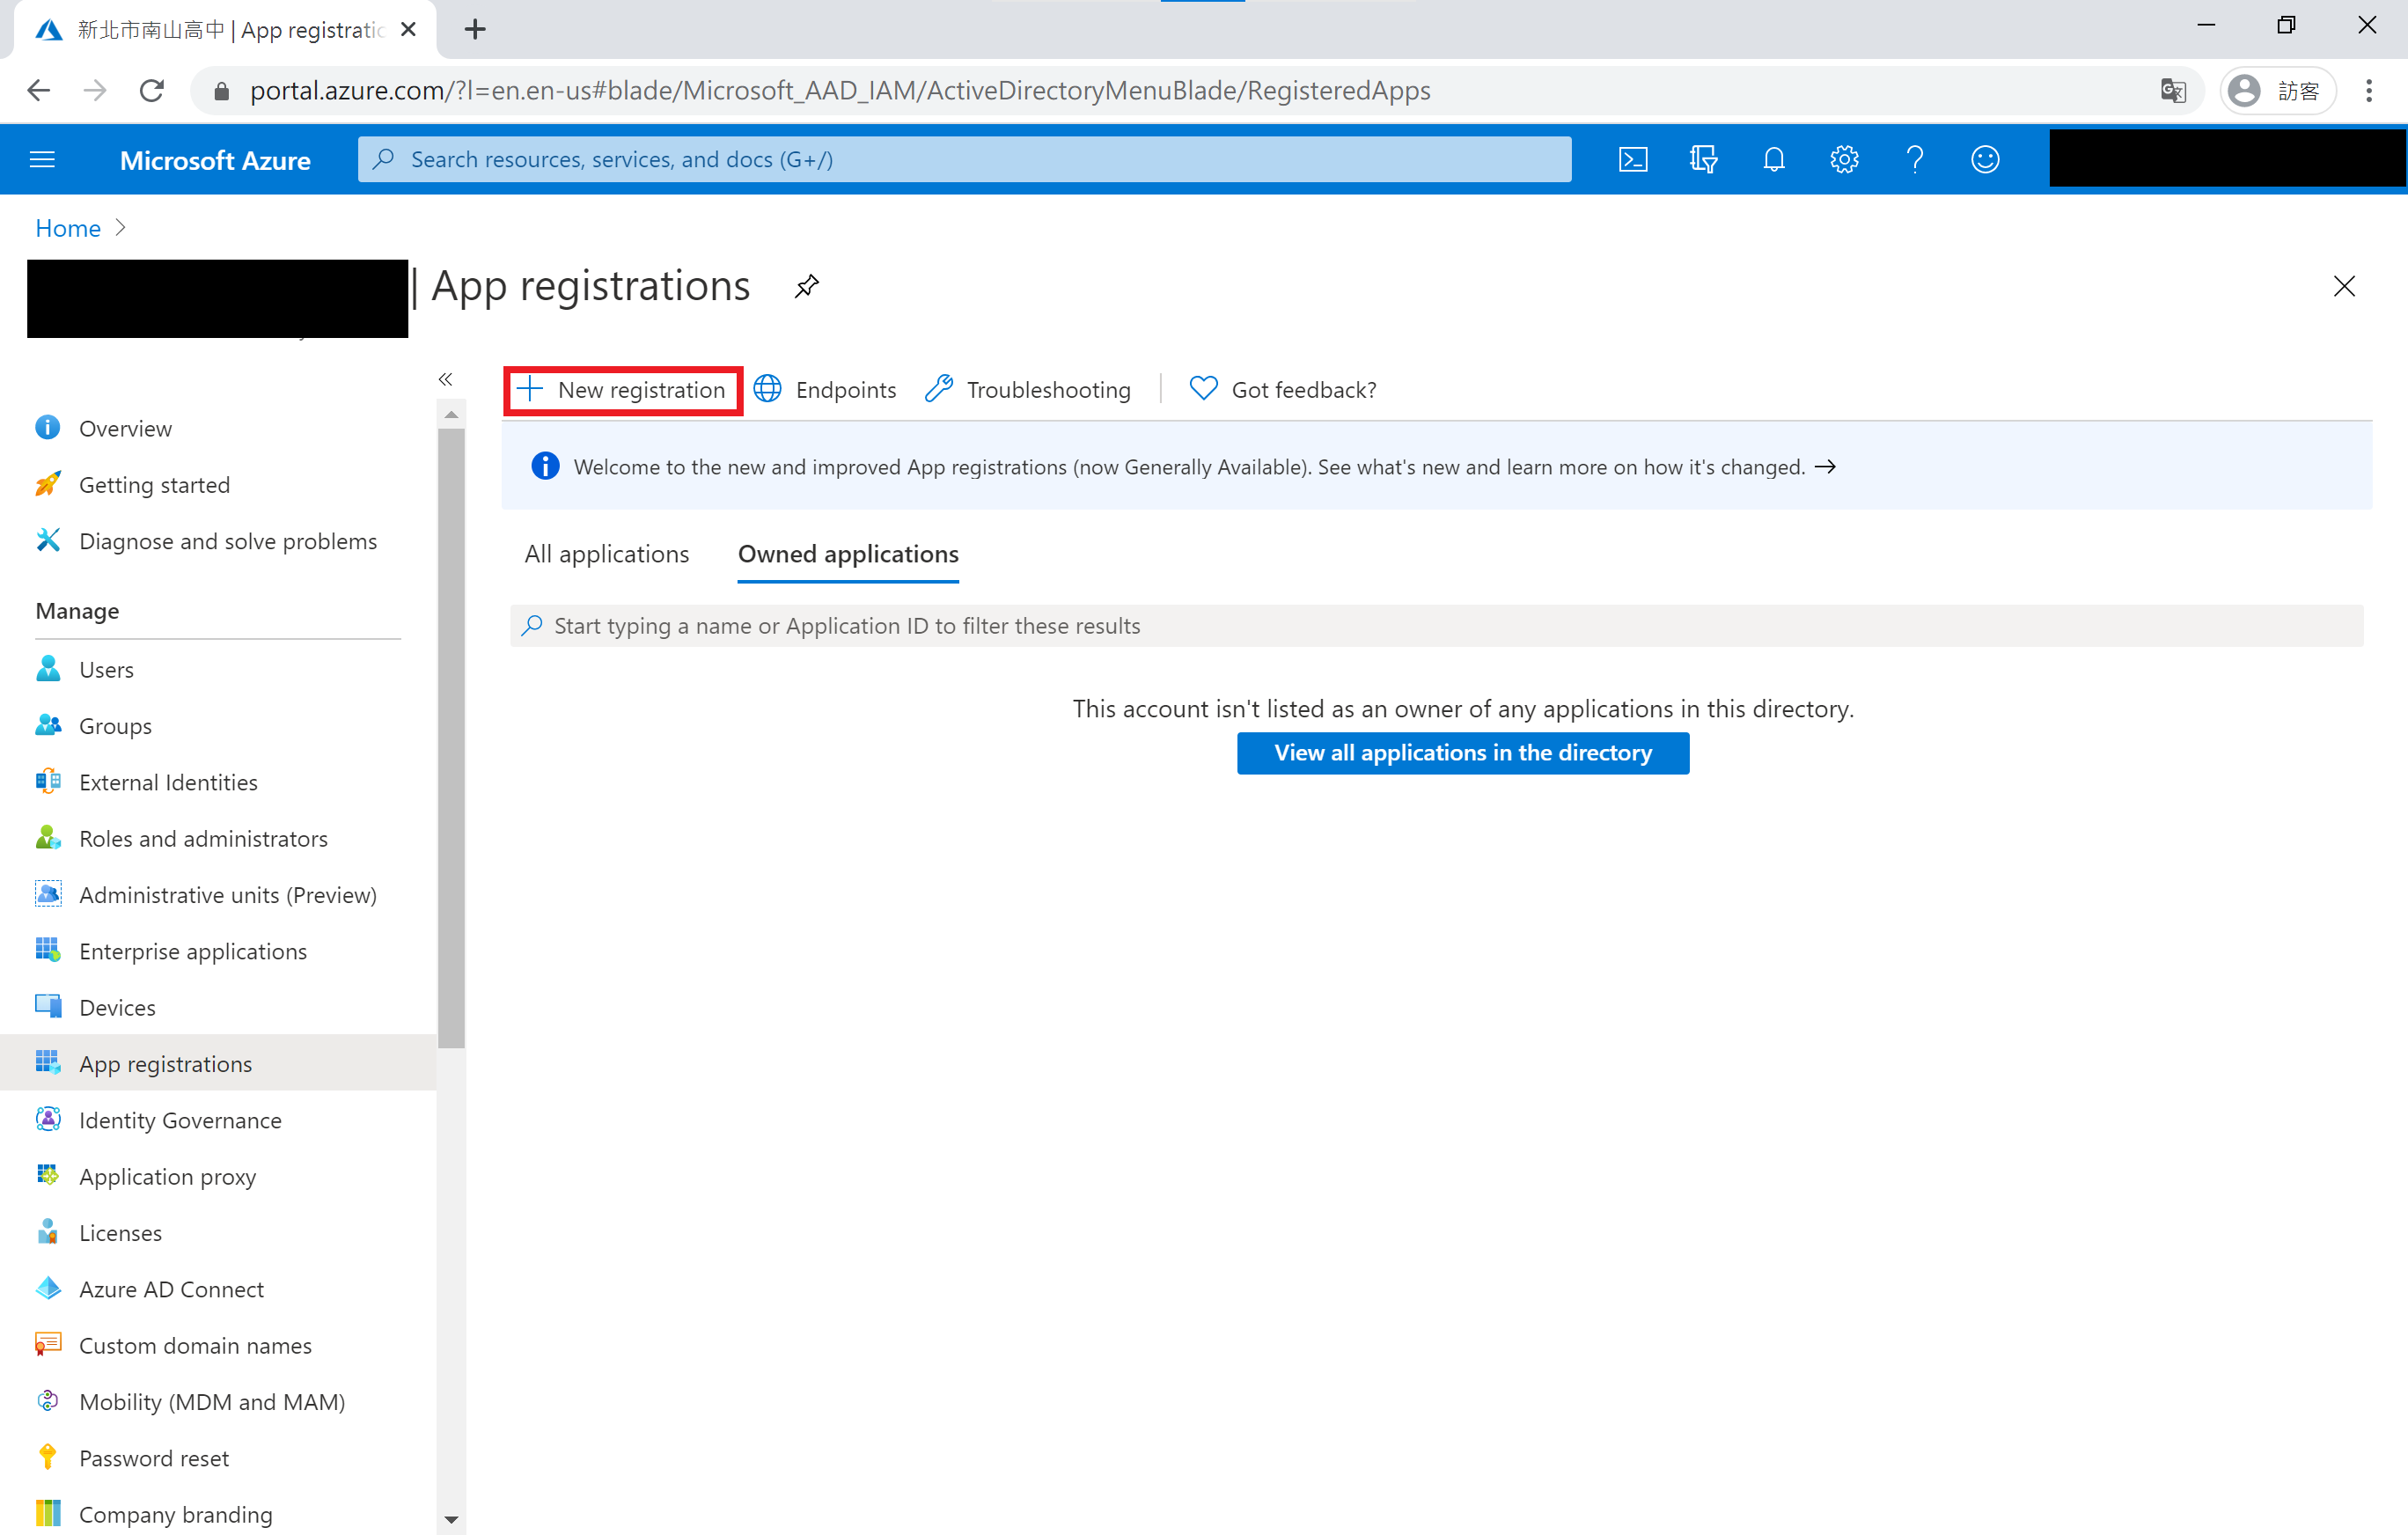 新北市南山高中 | App registratic
portal.azure.com/?l=en.en-us#blade/Microsoft_AAD_IAM/ActiveDirectoryMenuBlade/RegisteredApps
訪客
Microsoft Azure
Search resources, services, and docs (G+/)
Home
| App registrations
New registration
Endpoints
Troubleshooting
Got feedback?
Welcome to the new and improved App registrations (now Generally Available). See what's new and learn more on how it's changed.
All applications
Owned applications
Start typing a name or Application ID to filter these results
This account isn't listed as an owner of any applications in this directory.
View all applications in the directory
Overview
Getting started
Diagnose and solve problems
Manage
Users
Groups
External Identities
Roles and administrators
Administrative units (Preview)
Enterprise applications
Devices
App registrations
Identity Governance
Application proxy
Licenses
Azure AD Connect
Custom domain names
Mobility (MDM and MAM)
Password reset
Company branding